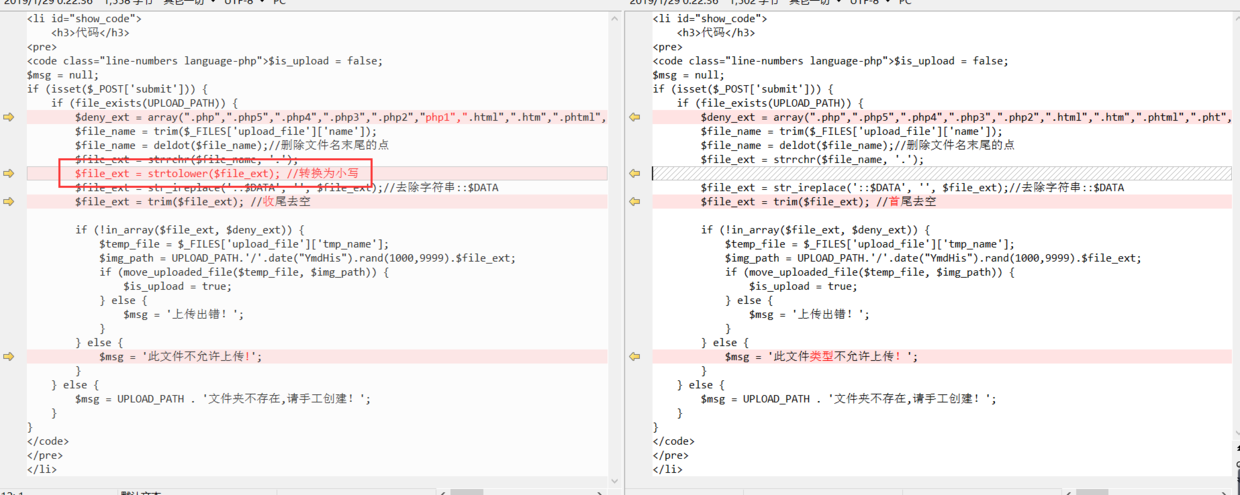 2019/1/29 0:22:36 1,558 字节 其它一切 UTF-8 PC
<li id="show_code">
<h3>代码</h3>
<pre>
<code class="line-numbers language-php">$is_upload = false;
$msg = null;
if (isset($_POST['submit'])) {
if (file_exists(UPLOAD_PATH)) {
$deny_ext = array(".php",".php5",".php4",".php3",".php2","php1",".html",".htm",".phtml",
$file_name = trim($_FILES['upload_file']['name']);
$file_name = deldot($file_name);//删除文件名末尾的点
$file_ext = strrchr($file_name, '.');
$file_ext = strtolower($file_ext); //转换为小写
$file_ext = str_ireplace('::$DATA', '', $file_ext);//去除字符串::$DATA
$file_ext = trim($file_ext); //收尾去空
if (!in_array($file_ext, $deny_ext)) {
$temp_file = $_FILES['upload_file']['tmp_name'];
$img_path = UPLOAD_PATH.'/'.date("YmdHis").rand(1000,9999).$file_ext;
if (move_uploaded_file($temp_file, $img_path)) {
$is_upload = true;
} else {
$msg = '上传出错！';
}
} else {
$msg = '此文件不允许上传!';
}
} else {
$msg = UPLOAD_PATH . '文件夹不存在,请手工创建！';
}
}
</code>
</pre>
</li>
12: 1 默认文本
2019/1/29 0:22:36 1,502 字节 其它一切 UTF-8 PC
<li id="show_code">
<h3>代码</h3>
<pre>
<code class="line-numbers language-php">$is_upload = false;
$msg = null;
if (isset($_POST['submit'])) {
if (file_exists(UPLOAD_PATH)) {
$deny_ext = array(".php",".php5",".php4",".php3",".php2",".html",".htm",".phtml",".pht",
$file_name = trim($_FILES['upload_file']['name']);
$file_name = deldot($file_name);//删除文件名末尾的点
$file_ext = strrchr($file_name, '.');
$file_ext = str_ireplace('::$DATA', '', $file_ext);//去除字符串::$DATA
$file_ext = trim($file_ext); //首尾去空
if (!in_array($file_ext, $deny_ext)) {
$temp_file = $_FILES['upload_file']['tmp_name'];
$img_path = UPLOAD_PATH.'/'.date("YmdHis").rand(1000,9999).$file_ext;
if (move_uploaded_file($temp_file, $img_path)) {
$is_upload = true;
} else {
$msg = '上传出错！';
}
} else {
$msg = '此文件类型不允许上传！';
}
} else {
$msg = UPLOAD_PATH . '文件夹不存在,请手工创建！';
}
}
</code>
</pre>
</li>